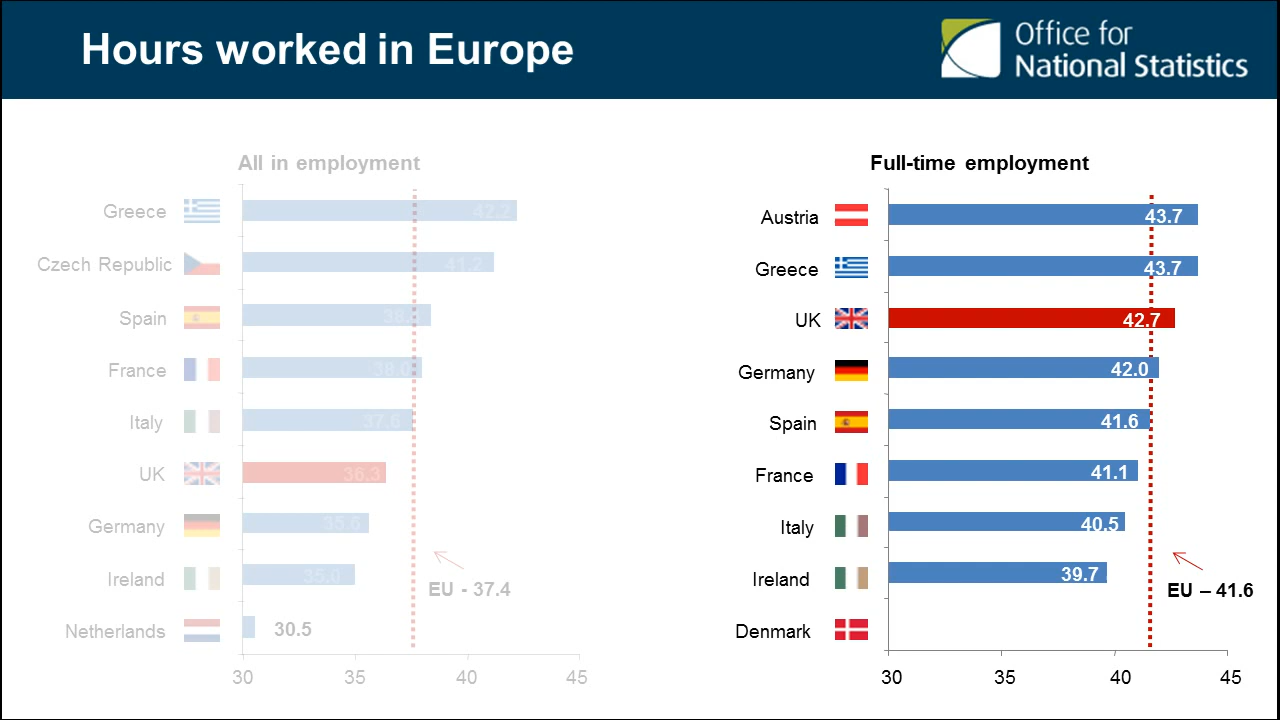 Hours worked in Europe
Office for
National Statistics
All in employment
Greece 42.2
Czech Republic 41.2
Spain
France 38.0
Italy 37.6
UK 36.3
Germany 35.6
Ireland 35.0
Netherlands 30.5
EU - 37.4
30 35 40 45
Full-time employment
Austria 43.7
Greece 43.7
UK 42.7
Germany 42.0
Spain 41.6
France 41.1
Italy 40.5
Ireland 39.7
Denmark
EU – 41.6
30 35 40 45